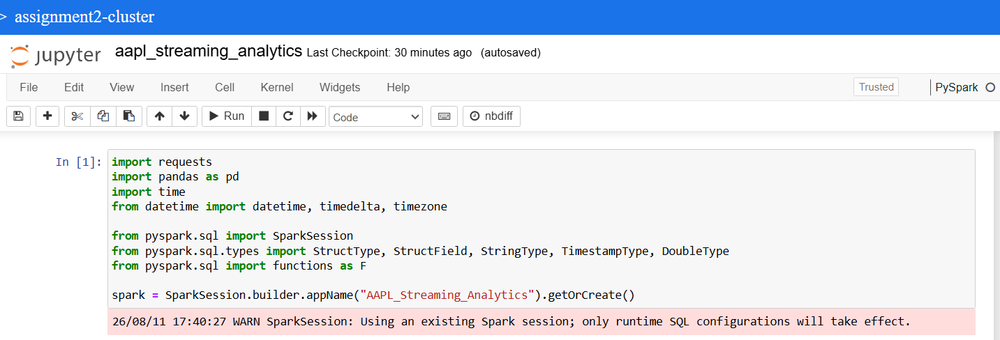 > assignment2-cluster
jupyter aapl_streaming_analytics Last Checkpoint: 30 minutes ago (autosaved)
File Edit View Insert Cell Kernel Widgets Help Trusted PySpark
Run Code nbdiff
In [1]: import requests
import pandas as pd
import time
from datetime import datetime, timedelta, timezone
from pyspark.sql import SparkSession
from pyspark.sql.types import StructType, StructField, StringType, TimestampType, DoubleType
from pyspark.sql import functions as F
spark = SparkSession.builder.appName("AAPL_Streaming_Analytics").getOrCreate()
26/08/11 17:40:27 WARN SparkSession: Using an existing Spark session; only runtime SQL configurations will take effect.